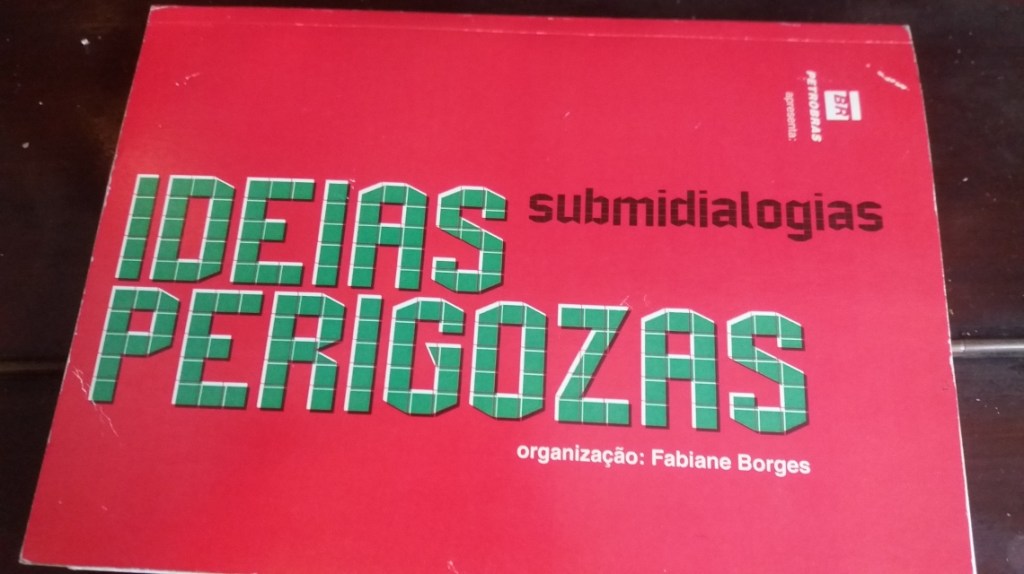 BR
PETROBRAS
apresenta:
submidialogias
IDEIAS
PERIGOZAS
organização: Fabiane Borges